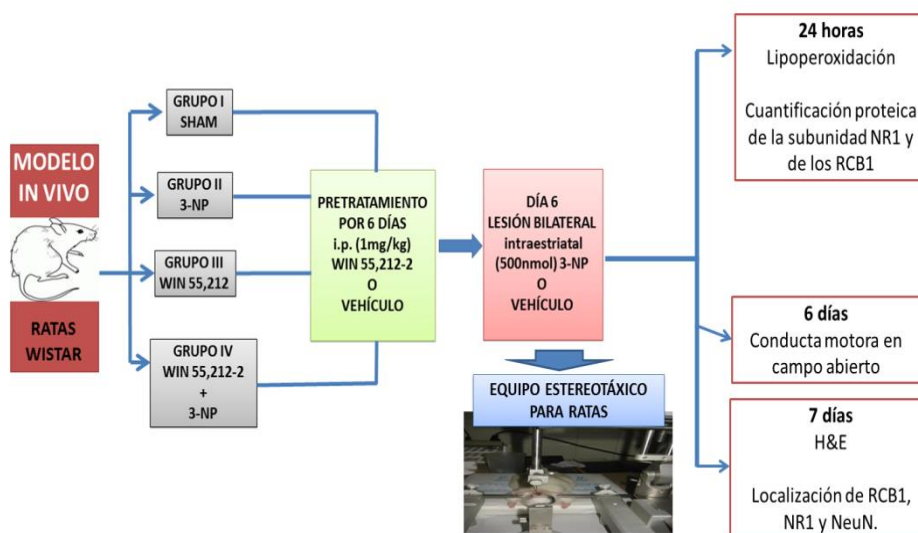 MODELO
IN VIVO
RATAS
WISTAR
GRUPO I
SHAM
GRUPO II
3-NP
GRUPO III
WIN 55,212
GRUPO IV
WIN 55,212-2
+
3-NP
PRETRATAMIENTO
POR 6 DÍAS
i.p. (1mg/kg)
WIN 55,212-2
O
VEHÍCULO
DÍA 6
LESIÓN BILATERAL
intraestriatal
(500nmol) 3-NP
O
VEHÍCULO
EQUIPO ESTEREOTÁXICO
PARA RATAS
24 horas
Lipoperoxidación
Cuantificación proteica
de la subunidad NR1 y
de los RCB1
6 días
Conducta motora en
campo abierto
7 días
H&E
Localización de RCB1,
NR1 y NeuN.